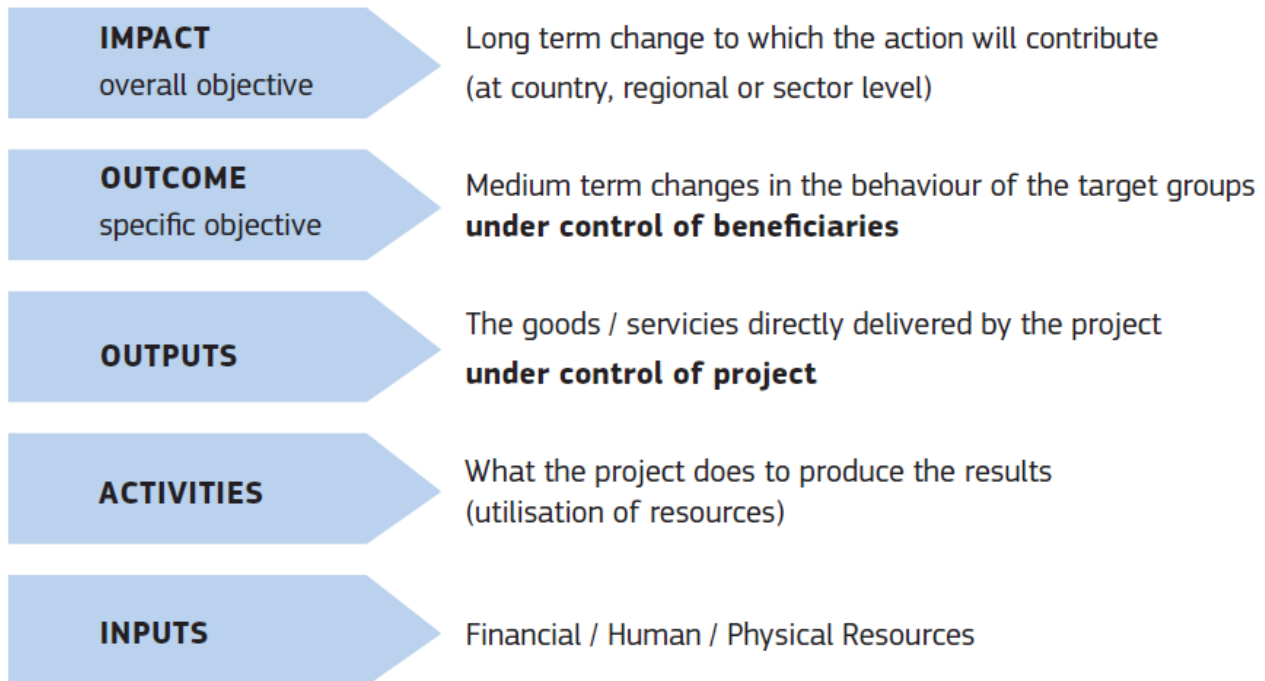 IMPACT
overall objective
Long term change to which the action will contribute
(at country, regional or sector level)
OUTCOME
specific objective
Medium term changes in the behaviour of the target groups
under control of beneficiaries
OUTPUTS
The goods / servicies directly delivered by the project
under control of project
ACTIVITIES
What the project does to produce the results
(utilisation of resources)
INPUTS
Financial / Human / Physical Resources